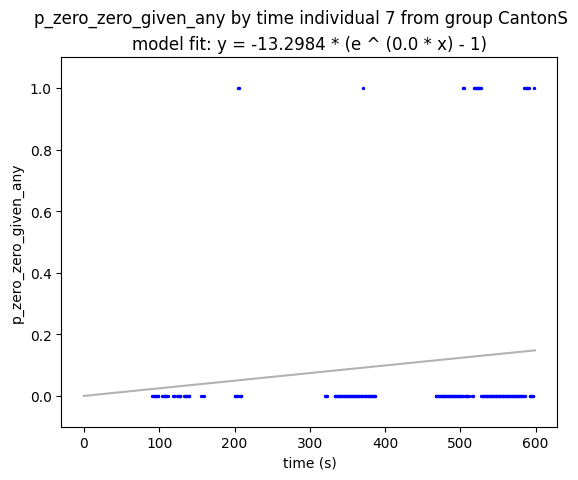 p_zero_zero_given_any by time individual 7 from group CantonS
model fit: y = -13.2984 * (e ^ (0.0 * x) - 1)
p_zero_zero_given_any
1.0
0.8
0.6
0.4
0.2
0.0
0 100 200 300 400 500 600
time (s)